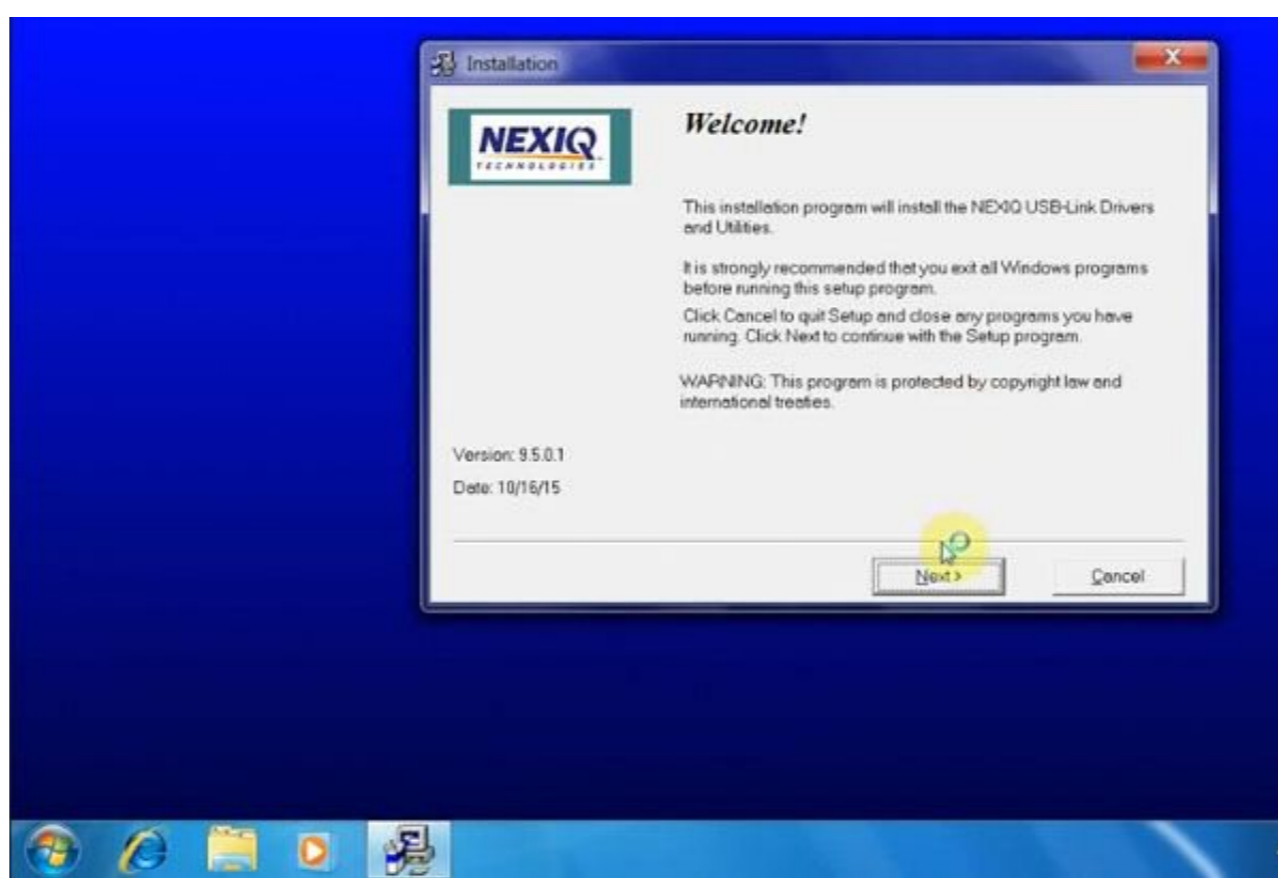 Installation
NEXIQ
TECHNOLOGIES
Welcome!
This installation program will install the NEXIQ USB-Link Drivers
and Utilities.
It is strongly recommended that you exit all Windows programs
before running this setup program.
Click Cancel to quit Setup and close any programs you have
running. Click Next to continue with the Setup program.
WARNING: This program is protected by copyright law and
international treaties.
Version: 9.5.0.1
Date: 10/16/15
Next >
Cancel